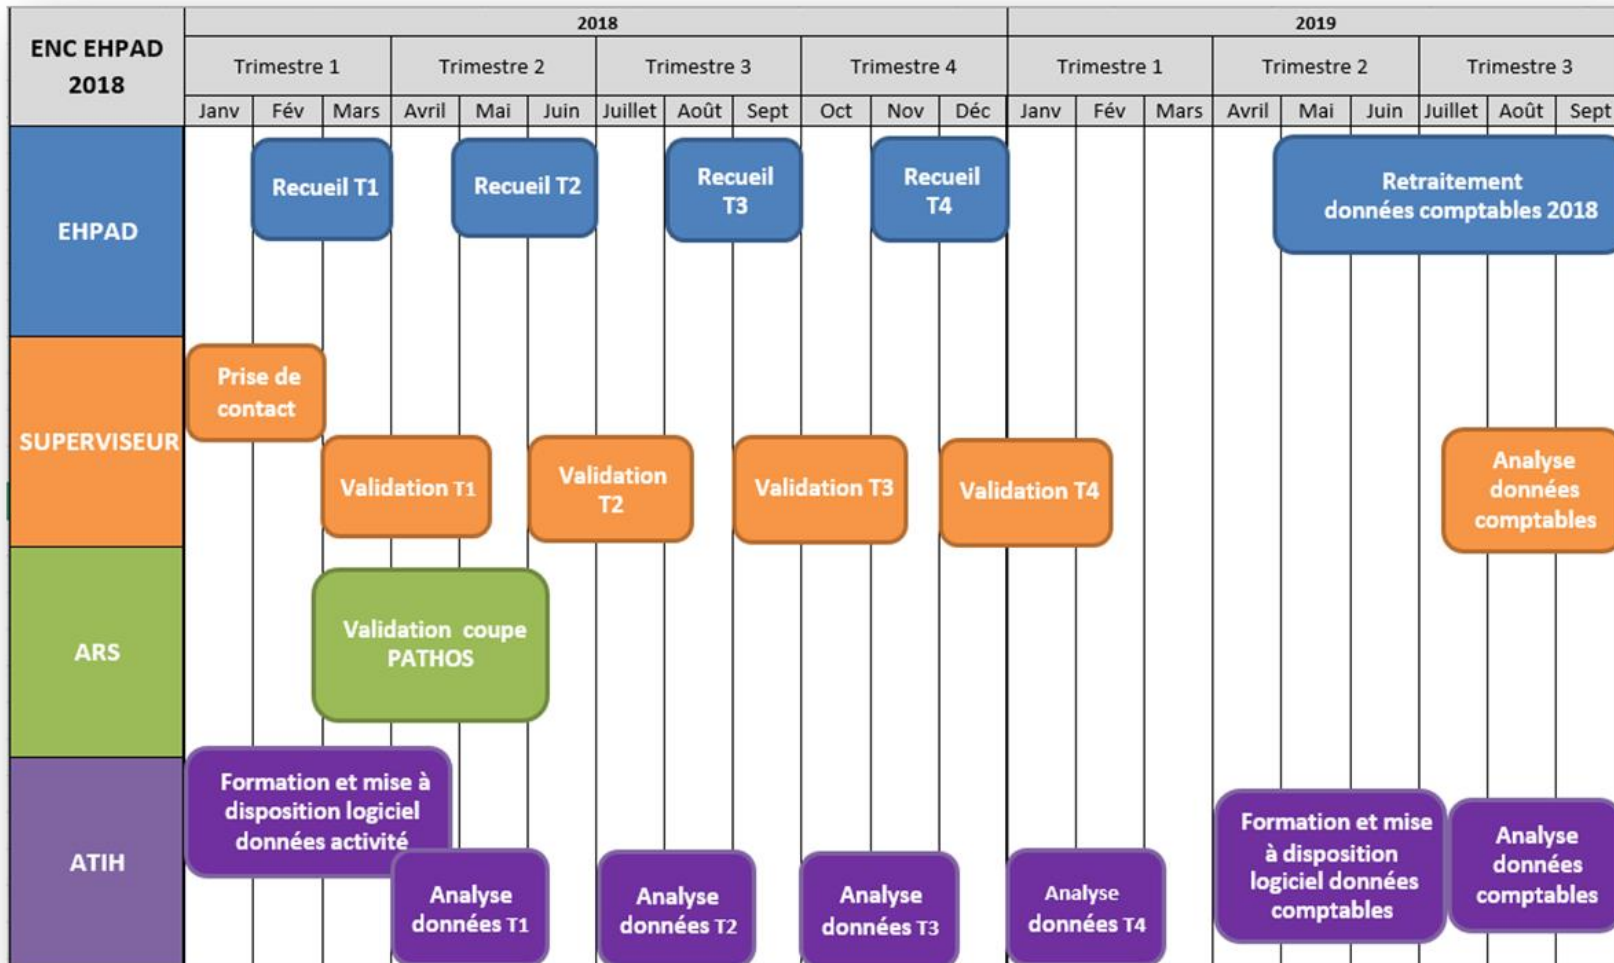 ENC EHPAD
2018
2018
2019
Trimestre 1
Trimestre 2
Trimestre 3
Trimestre 4
Trimestre 1
Trimestre 2
Trimestre 3
Janv
Fév
Mars
Avril
Mai
Juin
Juillet
Août
Sept
Oct
Nov
Déc
Janv
Fév
Mars
Avril
Mai
Juin
Juillet
Août
Sept
EHPAD
Recueil T1
Recueil T2
Recueil
T3
Recueil
T4
Retraitement
données comptables 2018
SUPERVISEUR
Prise de
contact
Validation T1
Validation
T2
Validation T3
Validation T4
Analyse
données
comptables
ARS
Validation coupe
PATHOS
ATIH
Formation et mise à
disposition logiciel
données activité
Analyse
données T1
Analyse
données T2
Analyse
données T3
Analyse
données T4
Formation et mise
à disposition
logiciel données
comptables
Analyse
données
comptables